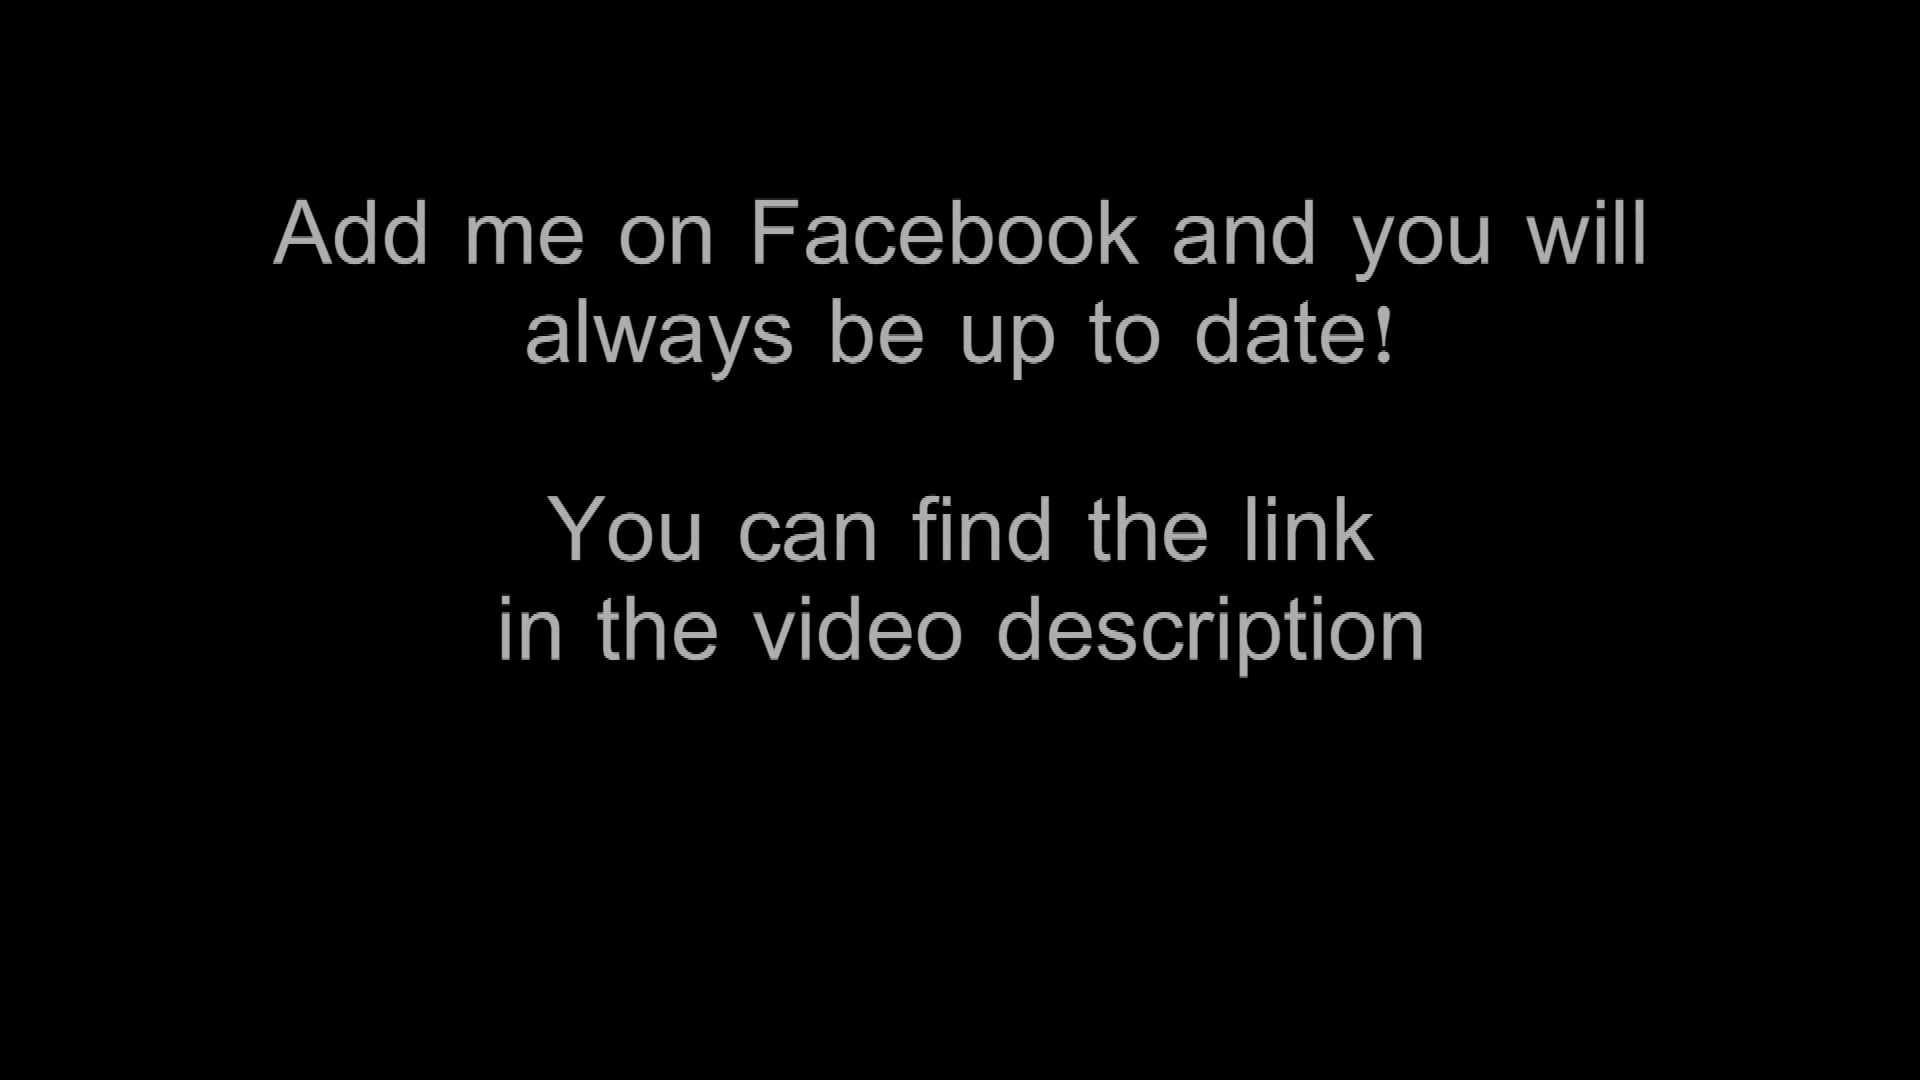 Add me on Facebook and you will
always be up to date!
You can find the link
in the video description